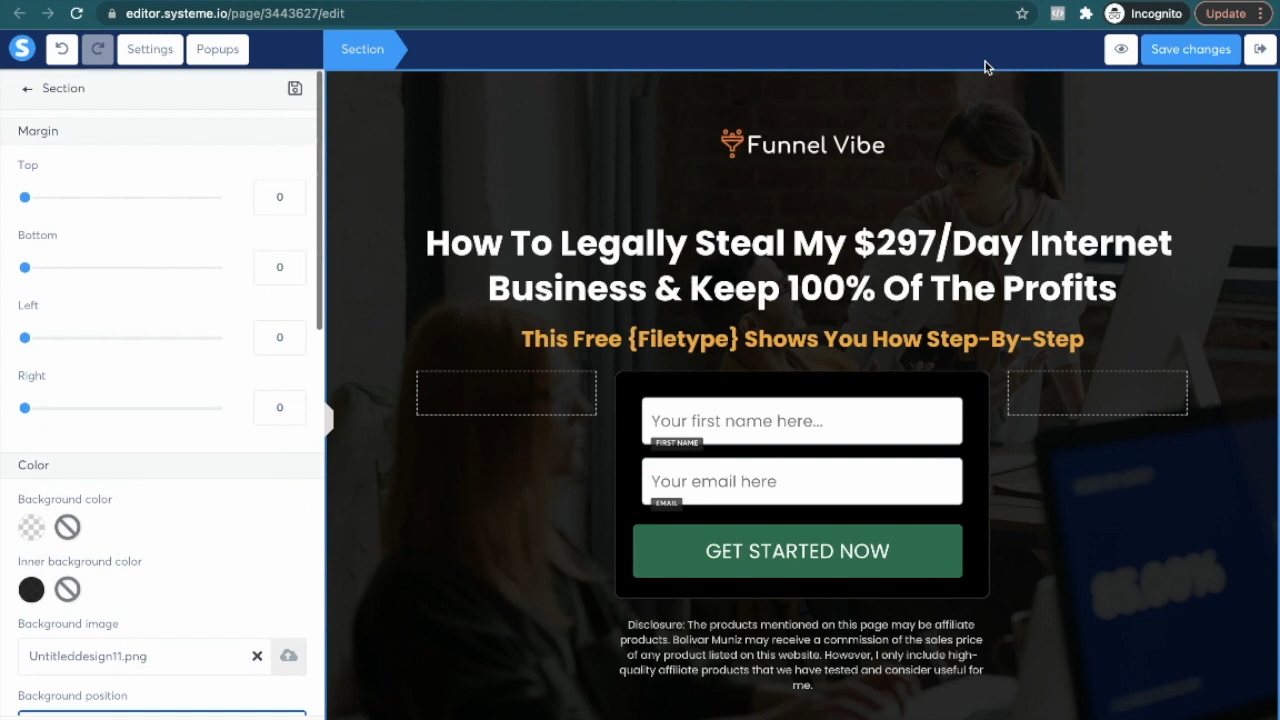 editor.systeme.io/page/3443627/edit
Incognito
Update
S
Settings
Popups
Section
Save changes
Section
Margin
Top
0
Bottom
0
Left
0
Right
0
Color
Background color
Inner background color
Background image
Untitleddesign11.png
Background position
Funnel Vibe
How To Legally Steal My $297/Day Internet
Business & Keep 100% Of The Profits
This Free {Filetype} Shows You How Step-By-Step
Your first name here...
FIRST NAME
Your email here
EMAIL
GET STARTED NOW
Disclosure: The products mentioned on this page may be affiliate
products. Bolivar Muniz may receive a commission of the sales price
of any product listed on this website. However, I only include high-
quality affiliate products that we have tested and consider useful for
me.